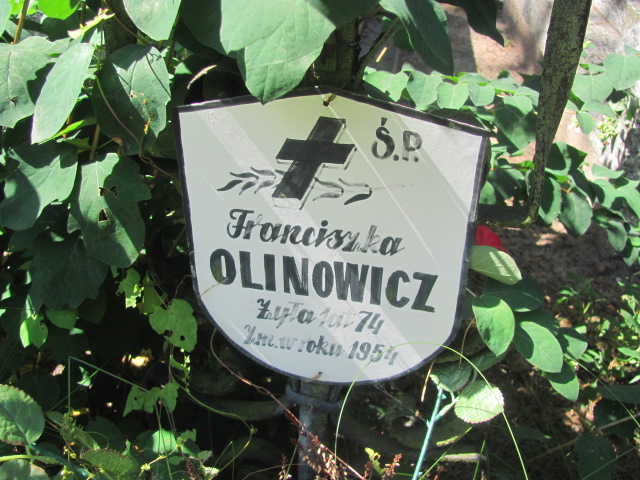 Ś.P.
Franciszka
OLINOWICZ
Żyła lat 74
Zm.w roku 1954